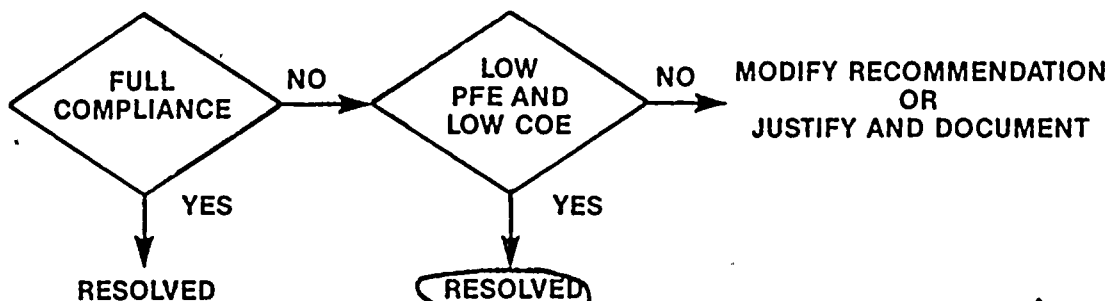 FULL
COMPLIANCE
NO
LOW
PFE AND
LOW COE
NO
MODIFY RECOMMENDATION
OR
JUSTIFY AND DOCUMENT
YES
YES
RESOLVED
RESOLVED